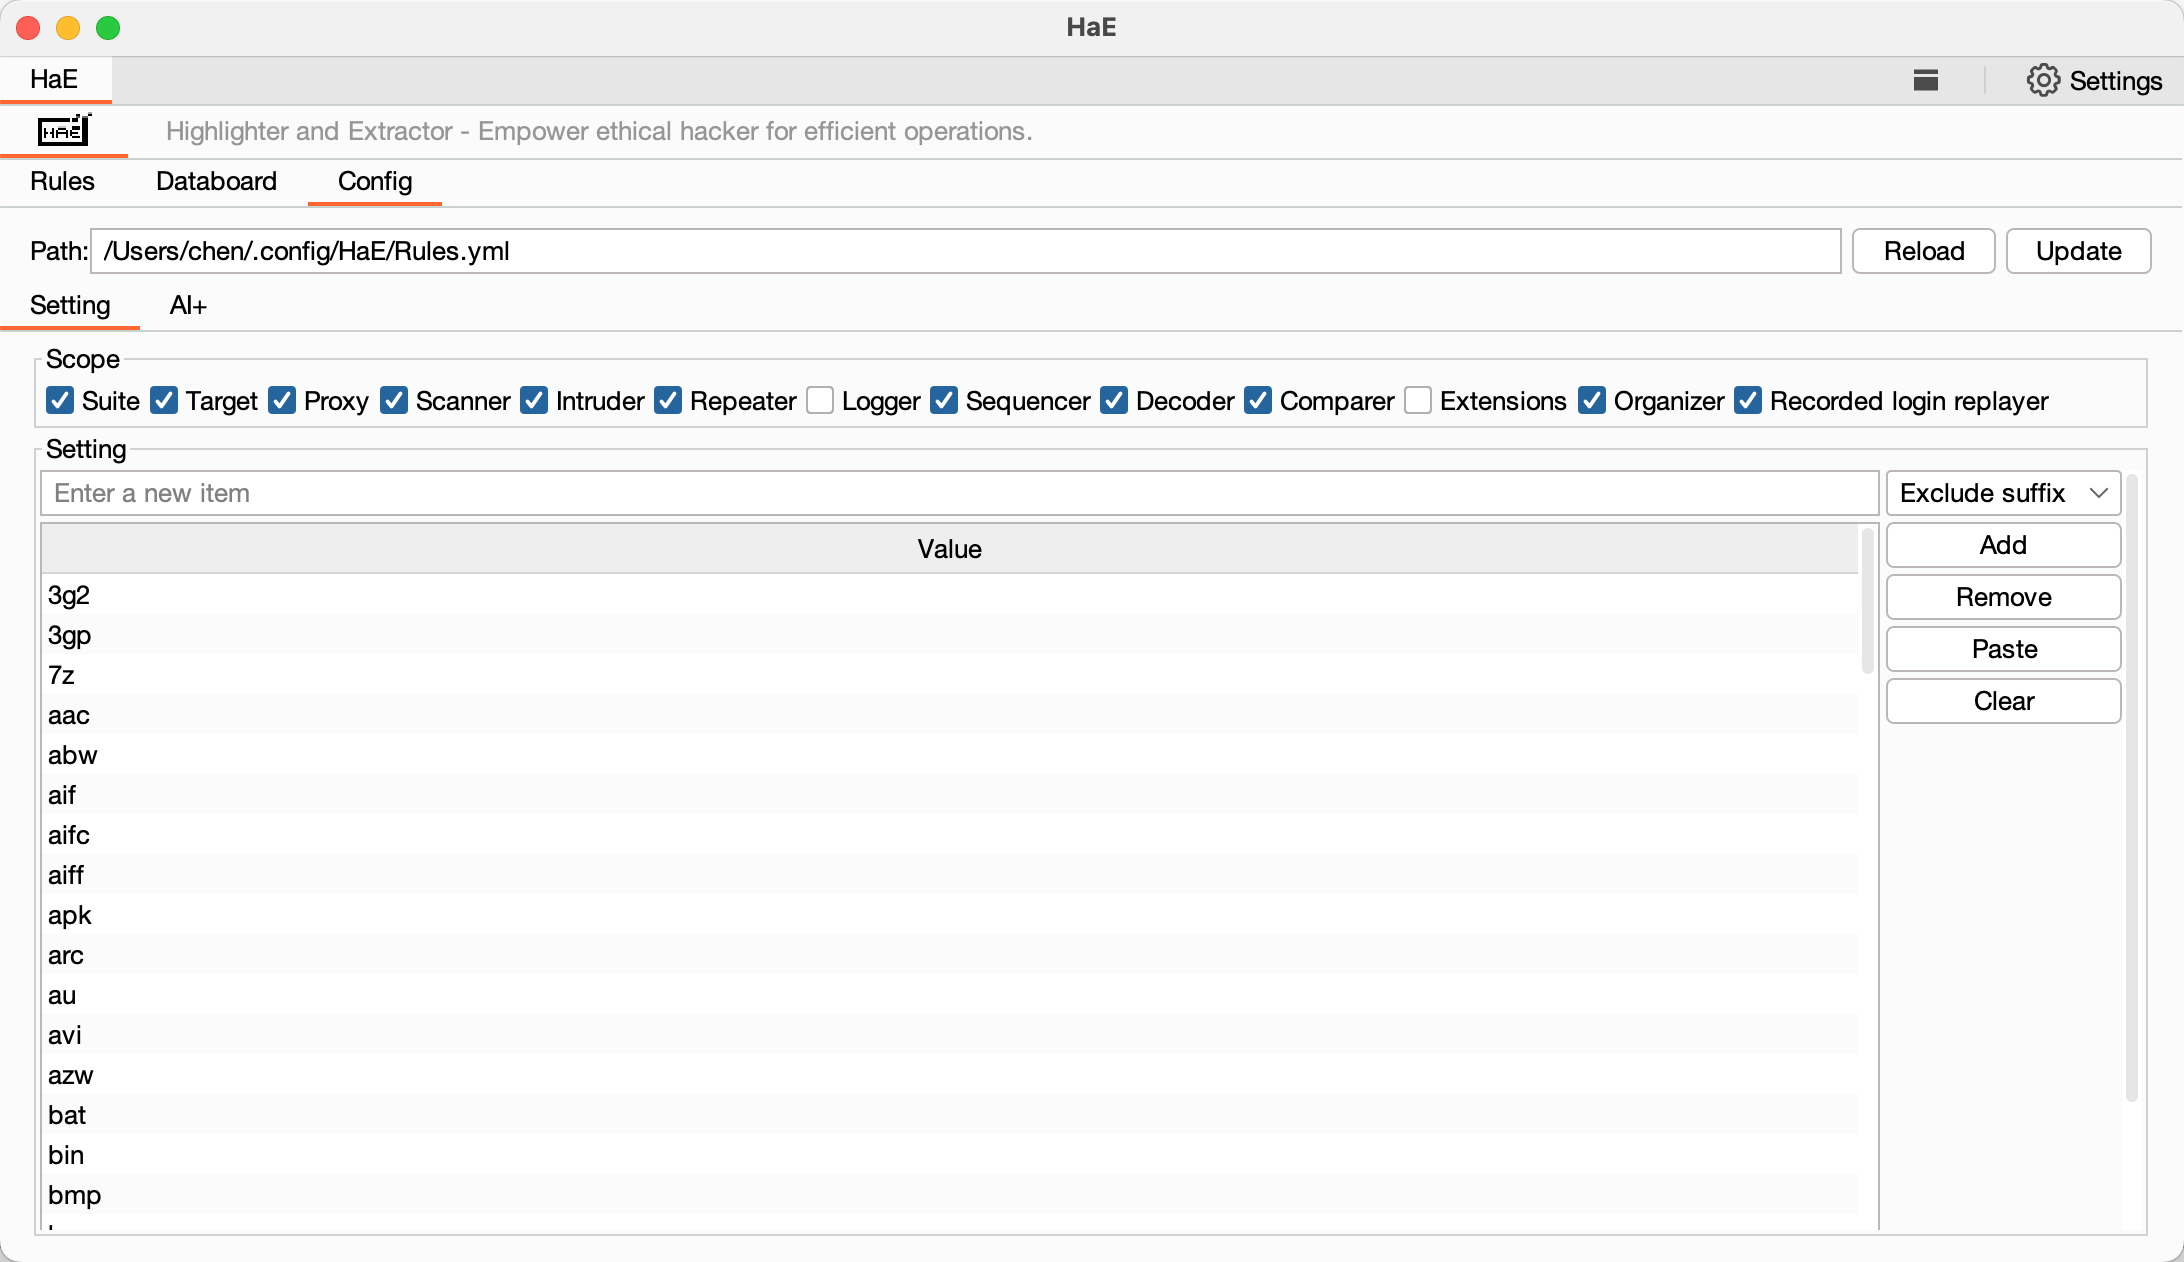 HaE
HaE Settings
HAE Highlighter and Extractor - Empower ethical hacker for efficient operations.
Rules Databoard Config
Path: /Users/chen/.config/HaE/Rules.yml Reload Update
Setting AI+
Scope
Suite Target Proxy Scanner Intruder Repeater Logger Sequencer Decoder Comparer Extensions Organizer Recorded login replayer
Setting
Enter a new item Exclude suffix
Value Add
3g2 Remove
3gp Paste
7z Clear
aac
abw
aif
aifc
aiff
apk
arc
au
avi
azw
bat
bin
bmp